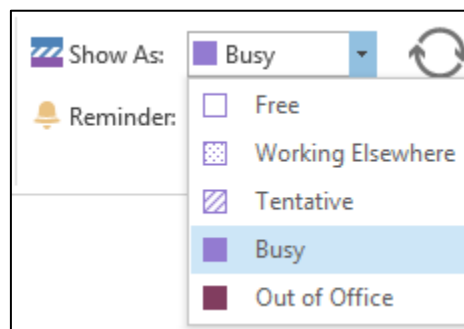 Show As: Busy
Reminder:
Free
Working Elsewhere
Tentative
Busy
Out of Office